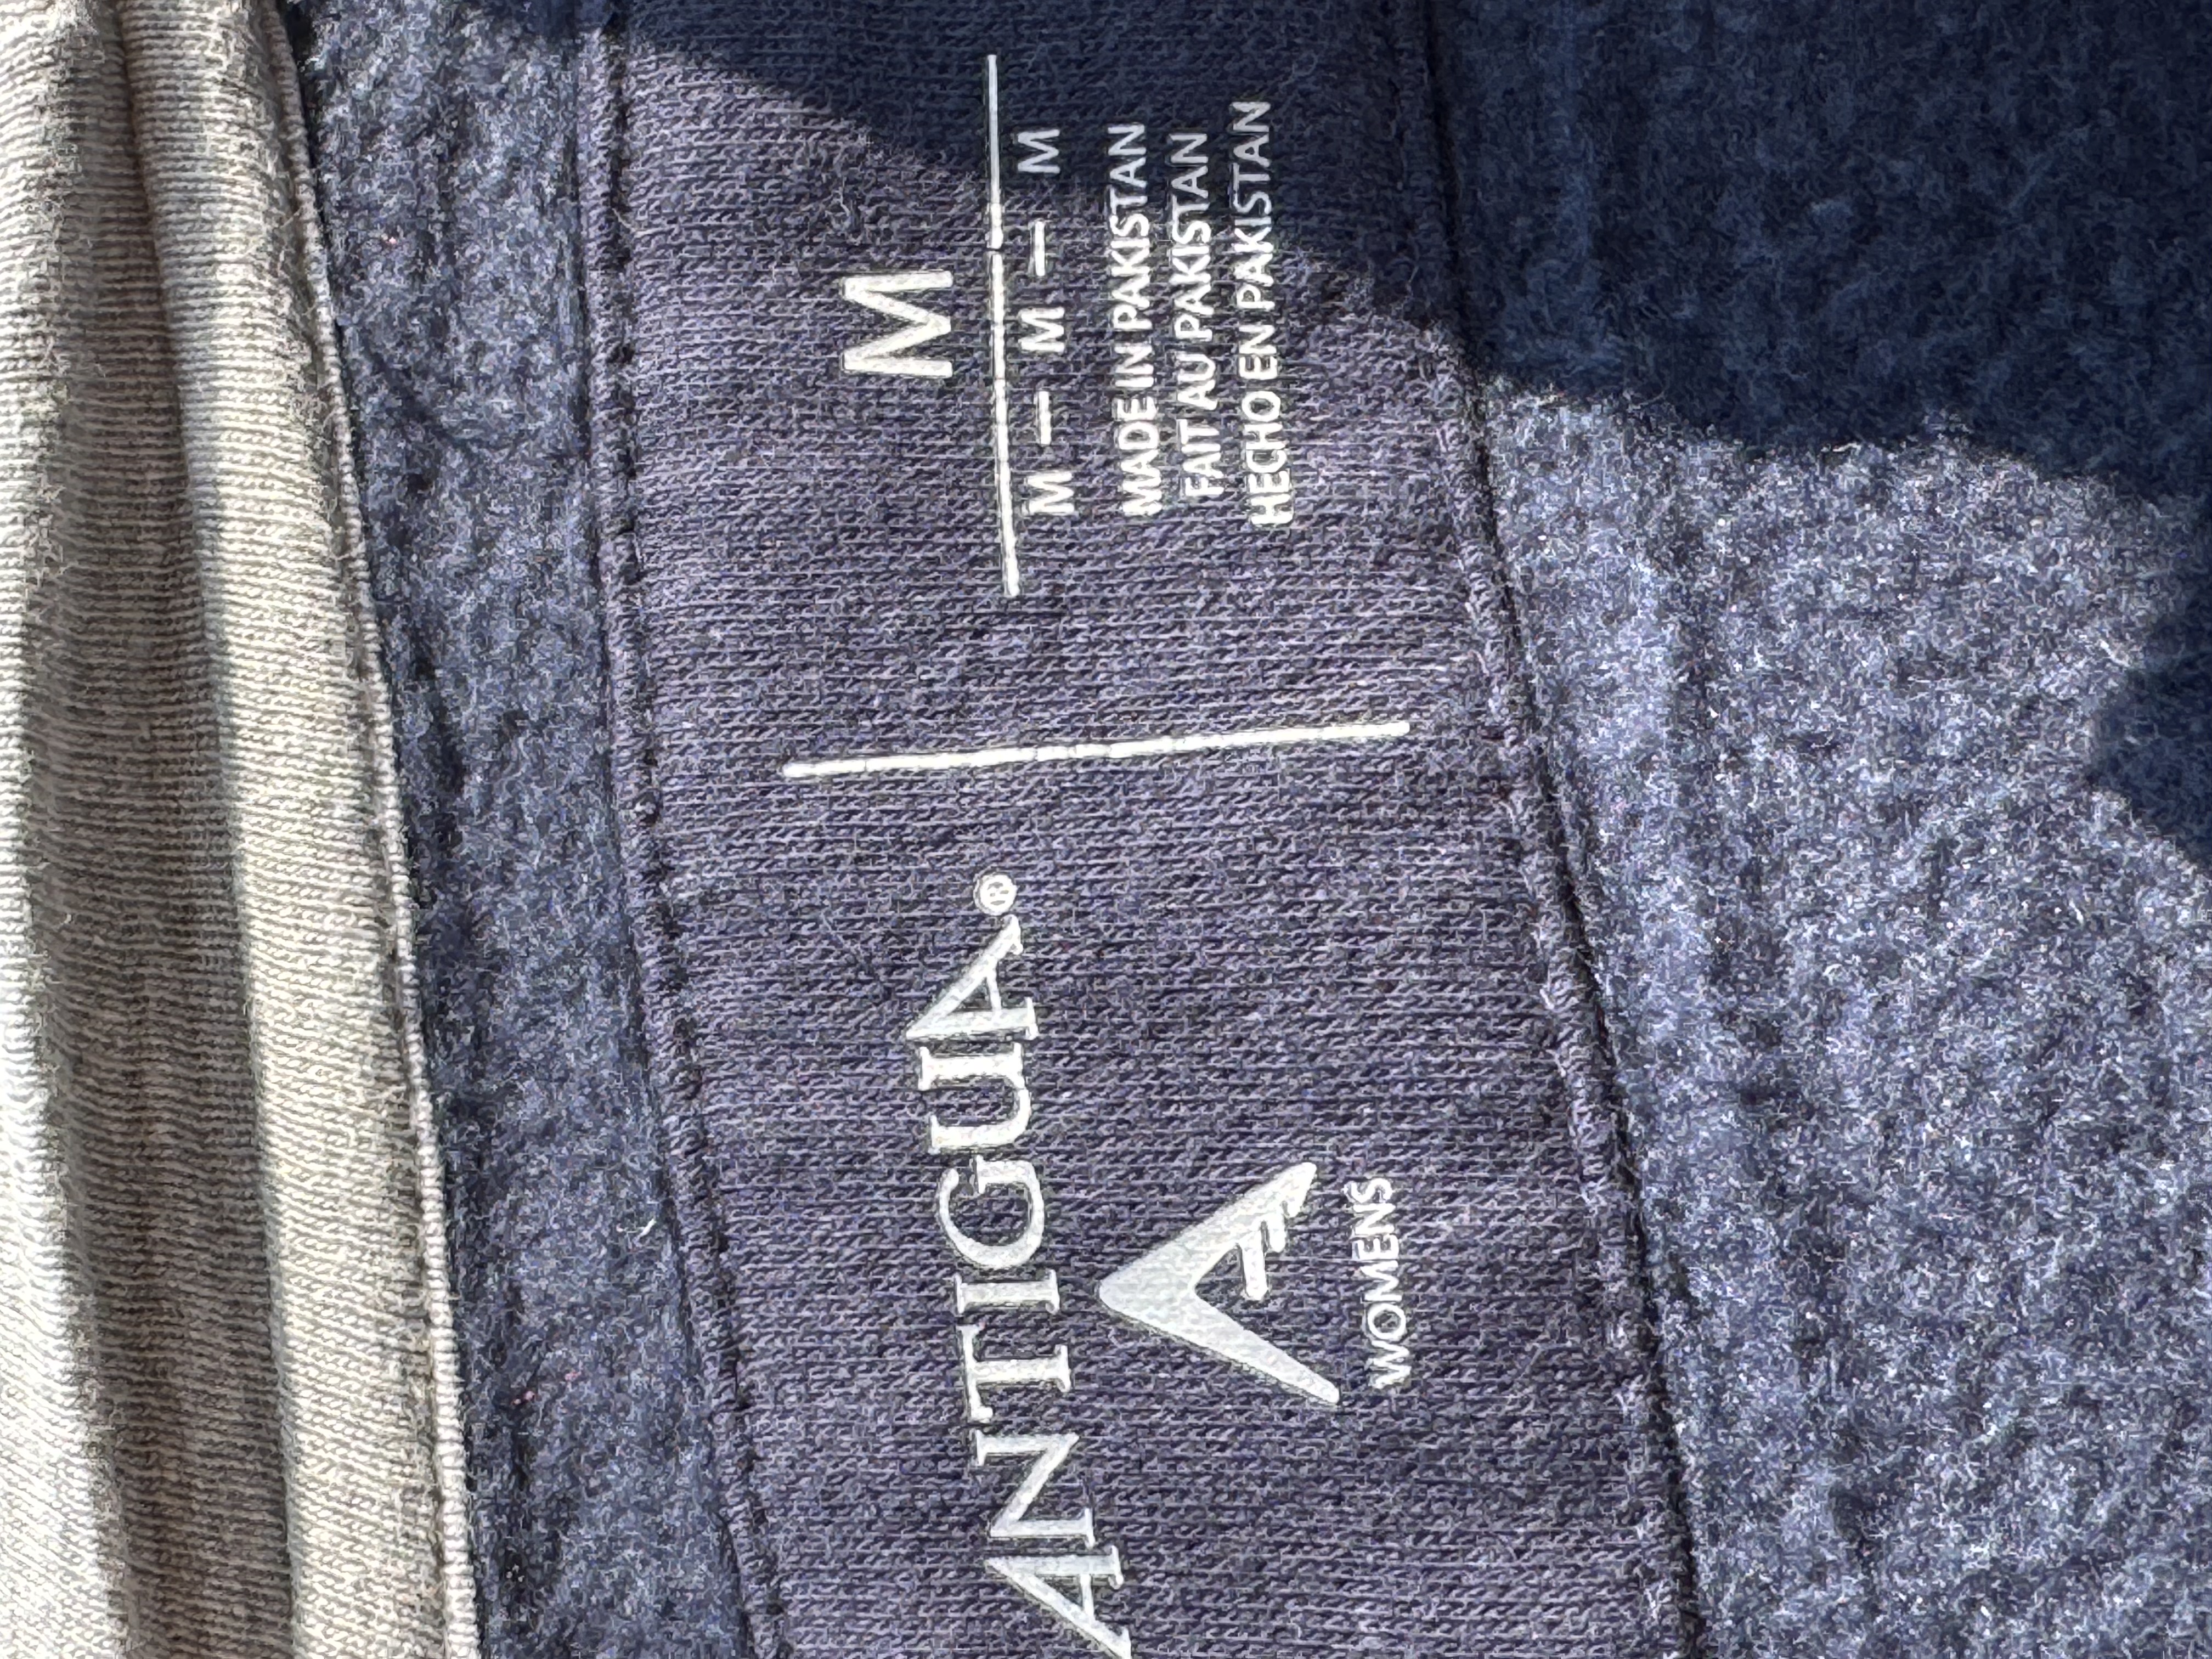 ANTIGUA®
WOMENS
M
M – M – M
MADE IN PAKISTAN
FAIT AU PAKISTAN
HECHO EN PAKISTAN